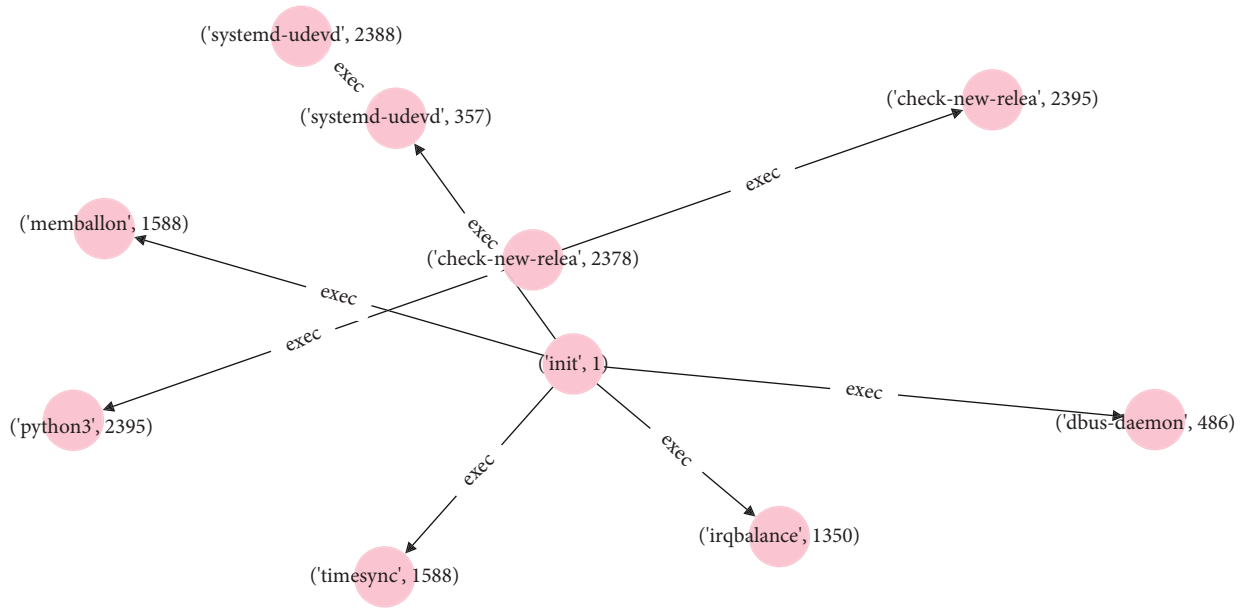 ('systemd-udevd', 2388)
exec
('check-new-relea', 2395)
('systemd-udevd', 357)
exec
('memballon', 1588)
exec
('check-new-relea', 2378)
exec
exec
('init', 1)
exec
('python3', 2395)
('dbus-daemon', 486)
exec
exec
('irqbalance', 1350)
('timesync', 1588)